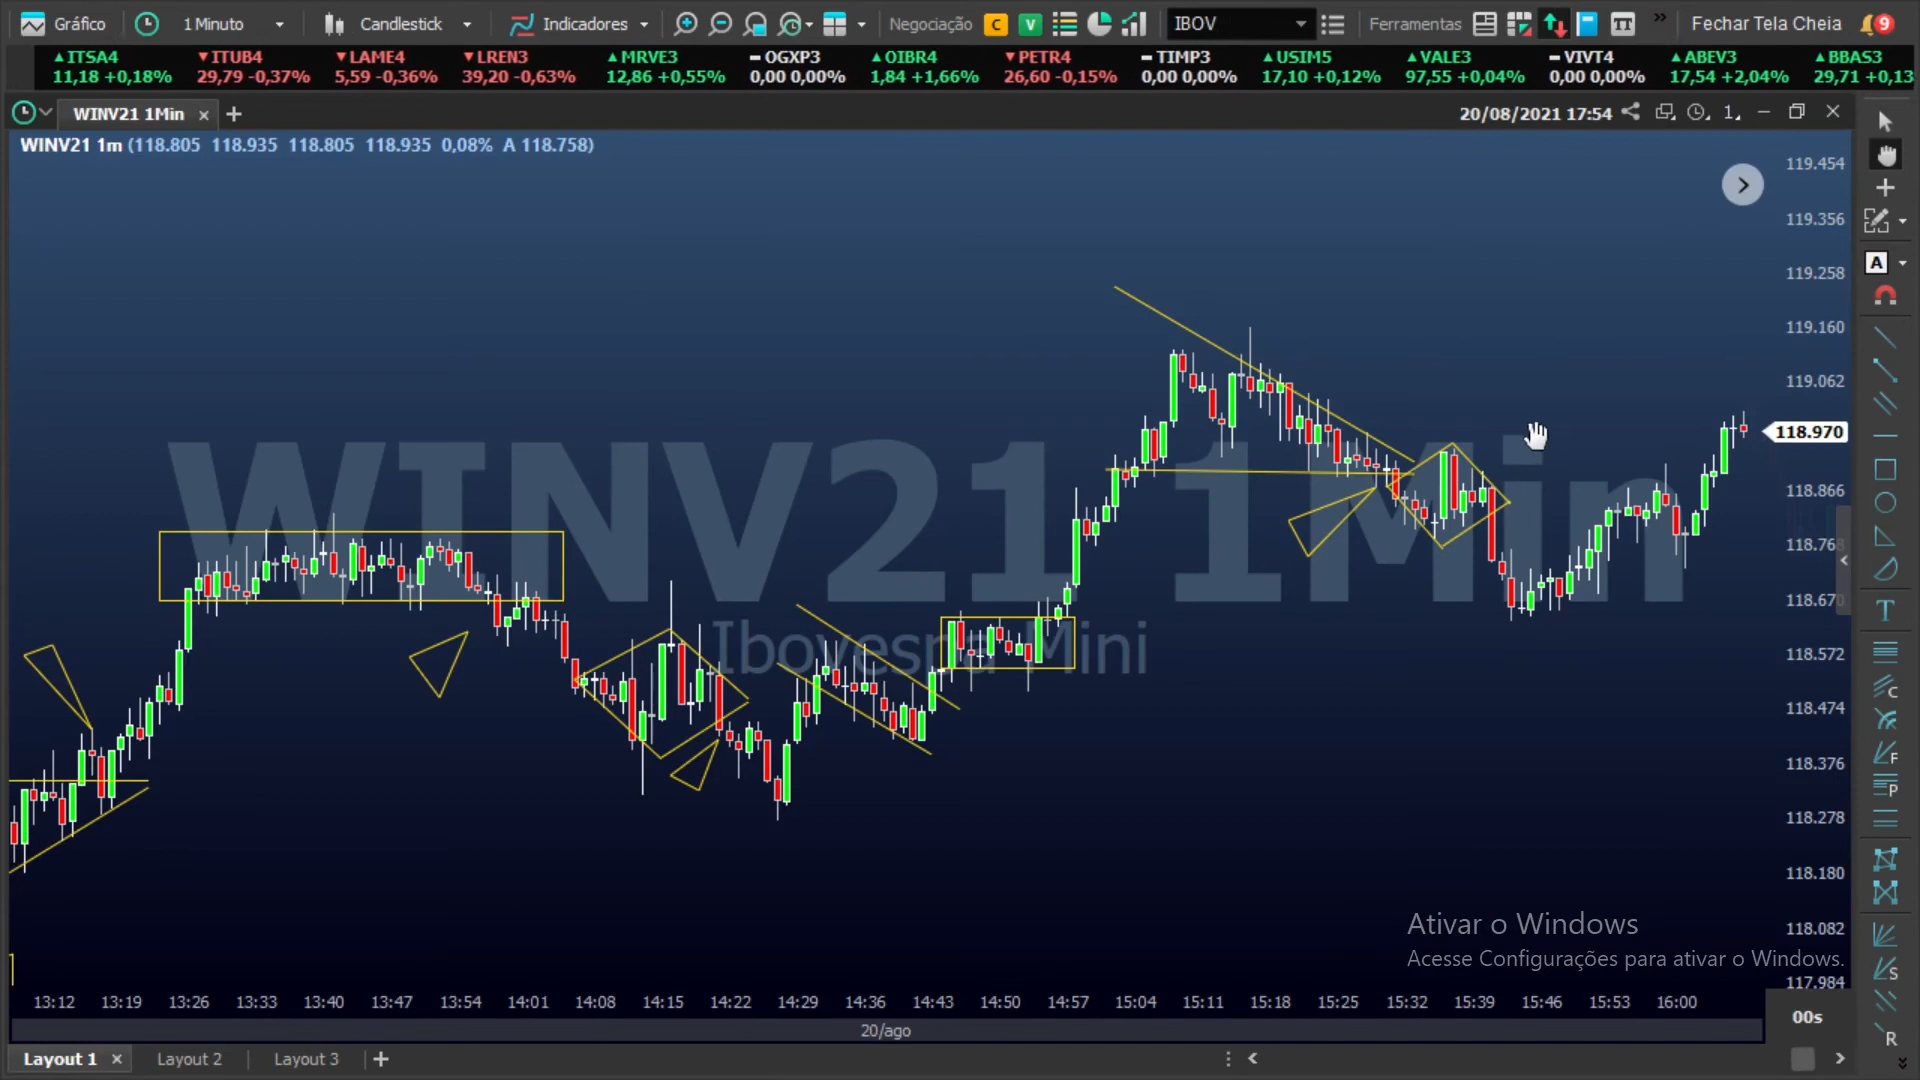 Gráfico 1 Minuto Candlestick Indicadores Negociação C V IBOV Ferramentas » Fechar Tela Cheia 9
ITSA4 ITUB4 LAME4 LREN3 MRVE3 OGXP3 OIBR4 PETR4 TIMP3 USIM5 VALE3 VIVT4 ABEV3 BBAS3
11,18 +0,18% 29,79 -0,37% 5,59 -0,36% 39,20 -0,63% 12,86 +0,55% 0,00 0,00% 1,84 +1,66% 26,60 -0,15% 0,00 0,00% 17,10 +0,12% 97,55 +0,04% 0,00 0,00% 17,54 +2,04% 29,71 +0,13
WINV21 1Min 20/08/2021 17:54 1
WINV21 1m (118.805 118.935 118.805 118.935 0,08% A 118.758)
119.454
119.356
A
119.258
119.160
119.062
118.970
WINV21 1Min
118.866
118.768
118.670
T
Ibovespa Mini
118.572
C
118.474
118.376
F
P
118.278
118.180
Ativar o Windows
118.082
Acesse Configurações para ativar o Windows.
S
117.984
13:12 13:19 13:26 13:33 13:40 13:47 13:54 14:01 14:08 14:15 14:22 14:29 14:36 14:43 14:50 14:57 15:04 15:11 15:18 15:25 15:32 15:39 15:46 15:53 16:00
00s
20/ago
R
Layout 1 Layout 2 Layout 3